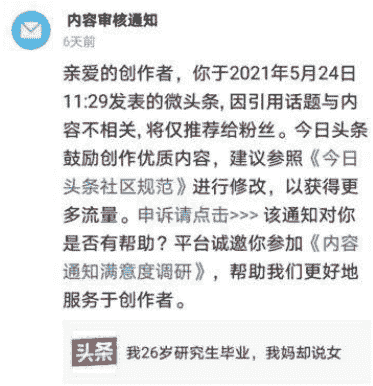 内容审核通知
6天前
亲爱的创作者，你于2021年5月24日
11:29发表的微头条, 因引用话题与内
容不相关, 将仅推荐给粉丝。今日头条
鼓励创作优质内容，建议参照《今日
头条社区规范》进行修改，以获得更
多流量。申诉请点击>>> 该通知对你
是否有帮助？平台诚邀你参加《内容
通知满意度调研》，帮助我们更好地
服务于创作者。
头条
我26岁研究生毕业，我妈却说女